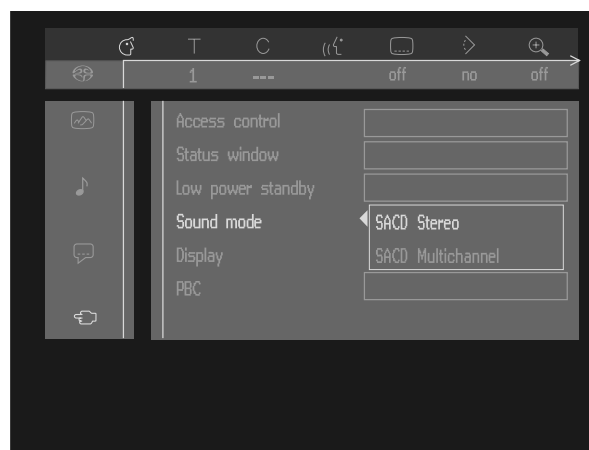 T C
1 --- off no off
Access control
Status window
Low power standby
Sound mode
SACD Stereo
Display
SACD Multichannel
PBC